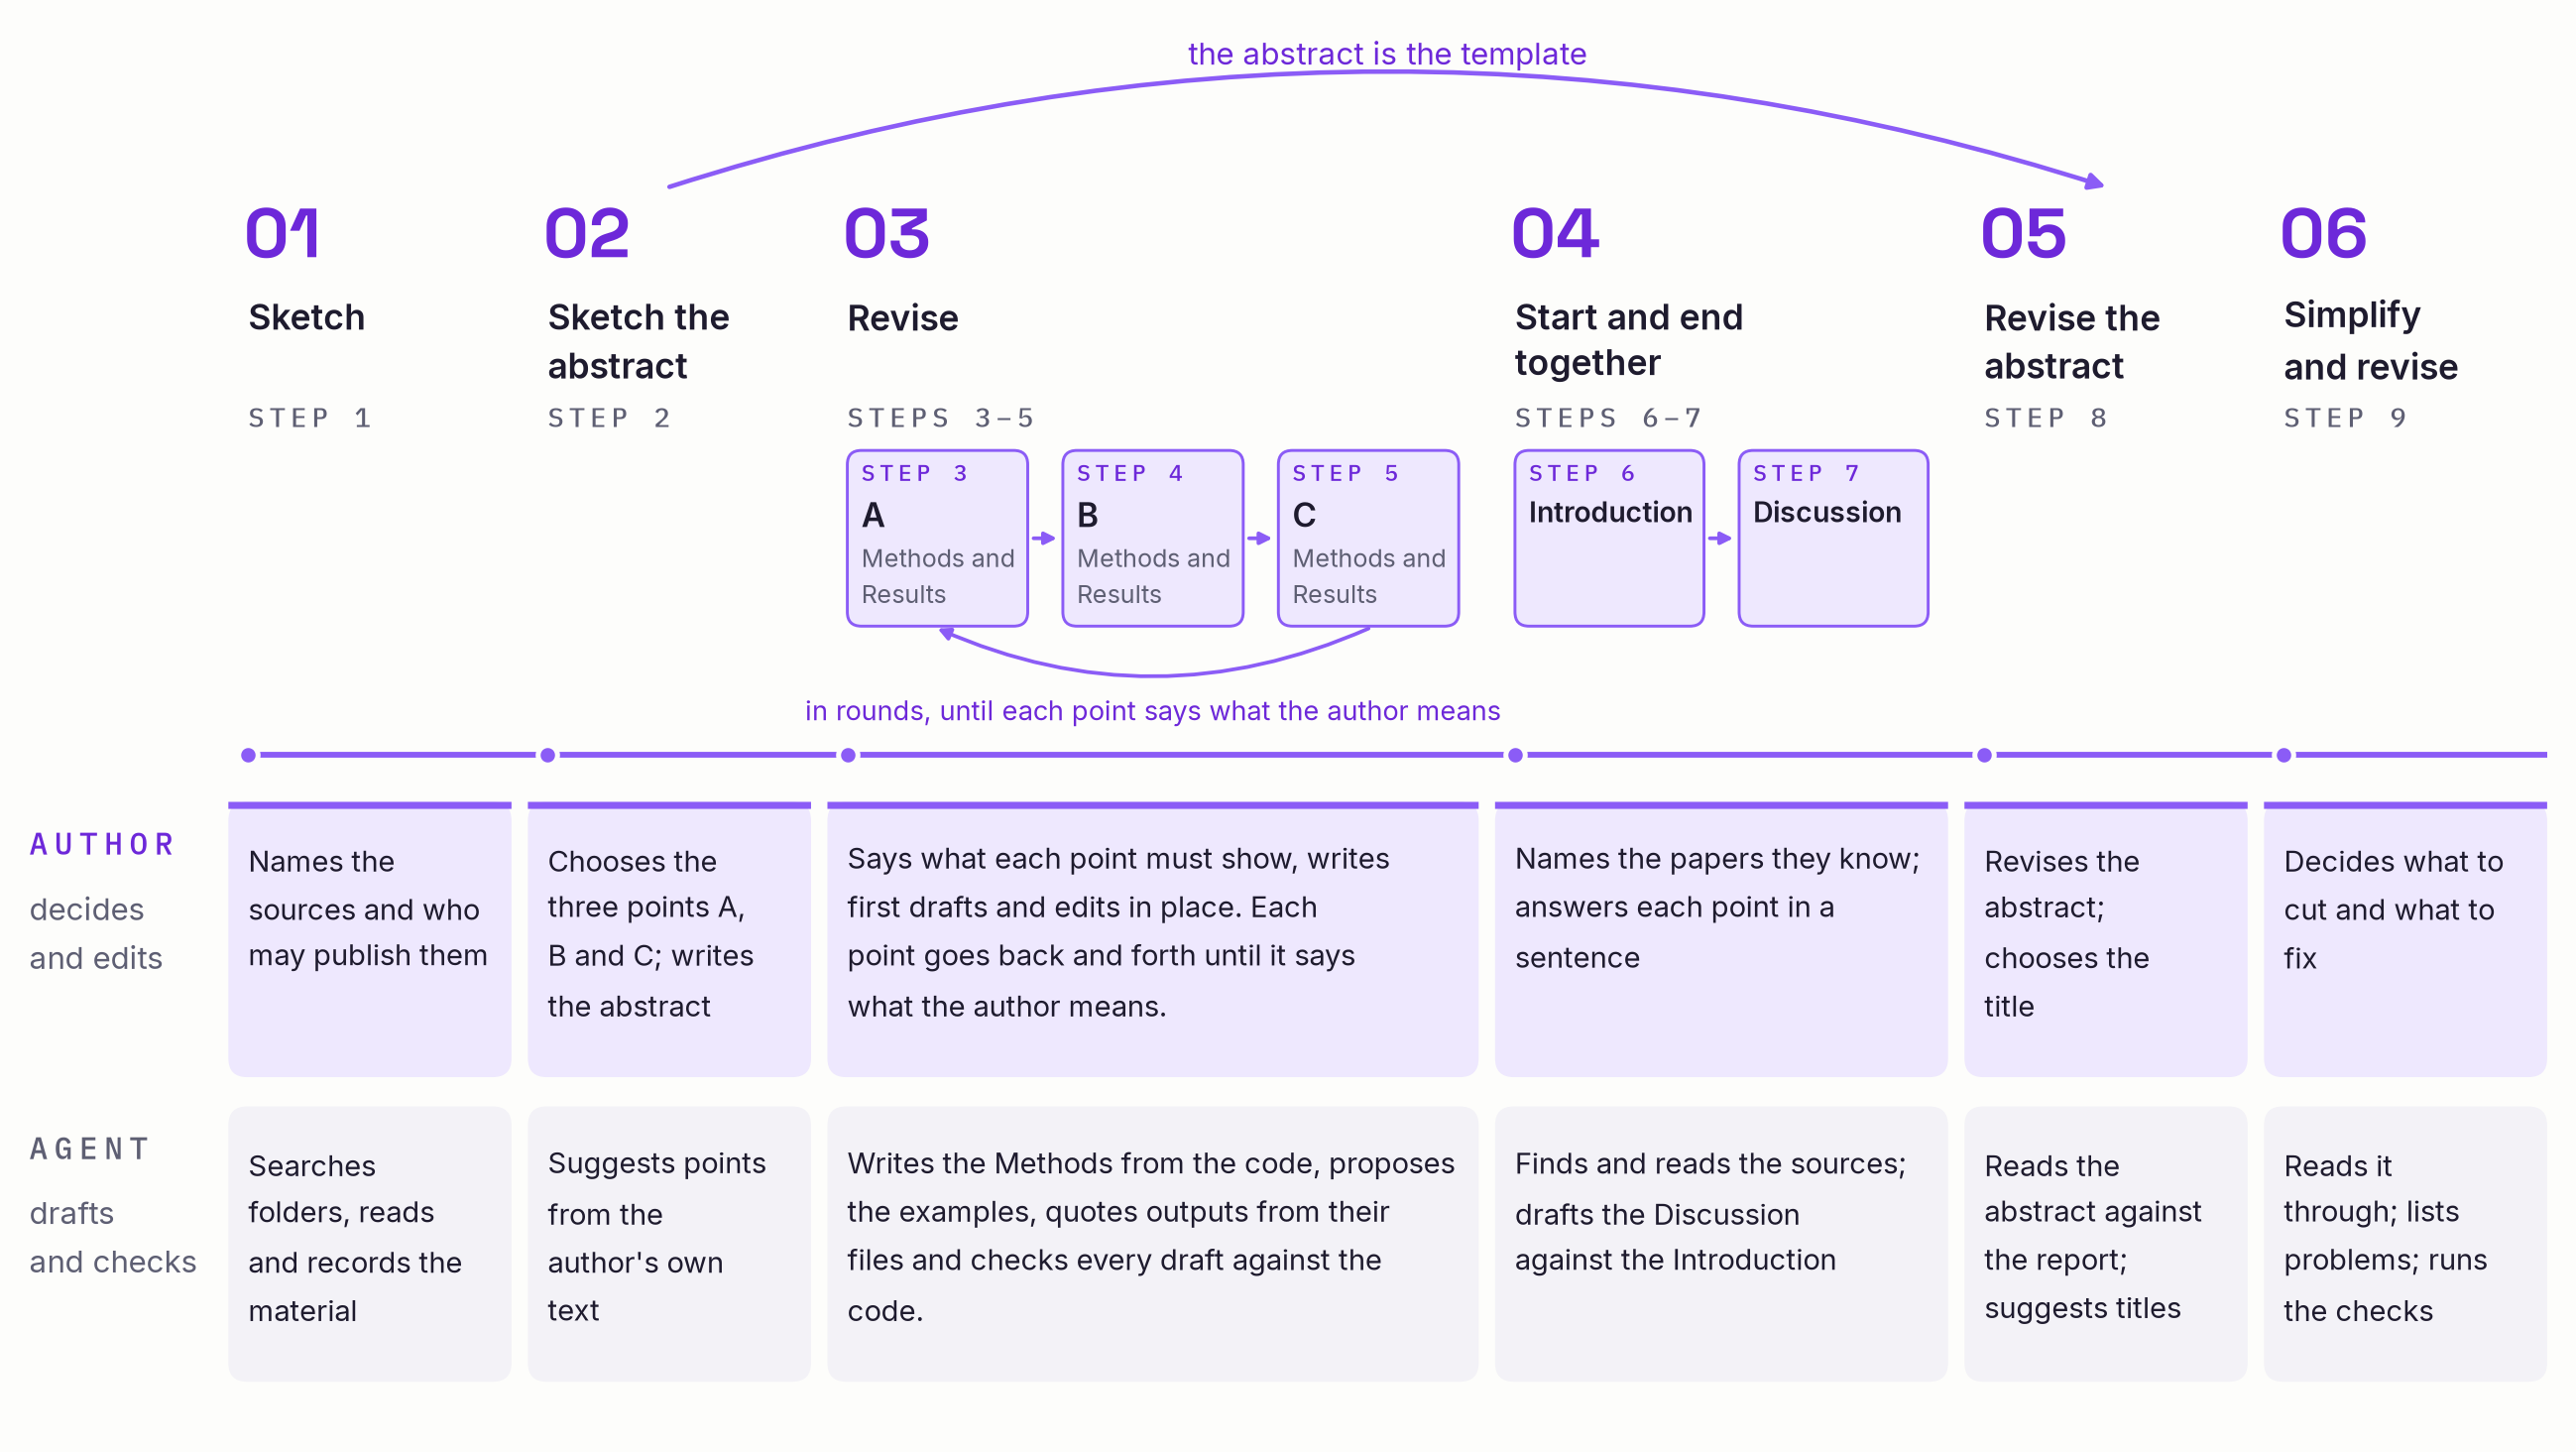 the abstract is the template
01
Sketch
STEP 1
02
Sketch the
abstract
STEP 2
03
Revise
STEPS 3–5
STEP 3
A
Methods and
Results
STEP 4
B
Methods and
Results
STEP 5
C
Methods and
Results
in rounds, until each point says what the author means
04
Start and end
together
STEPS 6–7
STEP 6
Introduction
STEP 7
Discussion
05
Revise the
abstract
STEP 8
06
Simplify
and revise
STEP 9
AUTHOR
decides
and edits
Names the
sources and who
may publish them
Chooses the
three points A,
B and C; writes
the abstract
Says what each point must show, writes
first drafts and edits in place. Each
point goes back and forth until it says
what the author means.
Names the papers they know;
answers each point in a
sentence
Revises the
abstract;
chooses the
title
Decides what to
cut and what to
fix
AGENT
drafts
and checks
Searches
folders, reads
and records the
material
Suggests points
from the
author's own
text
Writes the Methods from the code, proposes
the examples, quotes outputs from their
files and checks every draft against the
code.
Finds and reads the sources;
drafts the Discussion
against the Introduction
Reads the
abstract against
the report;
suggests titles
Reads it
through; lists
problems; runs
the checks